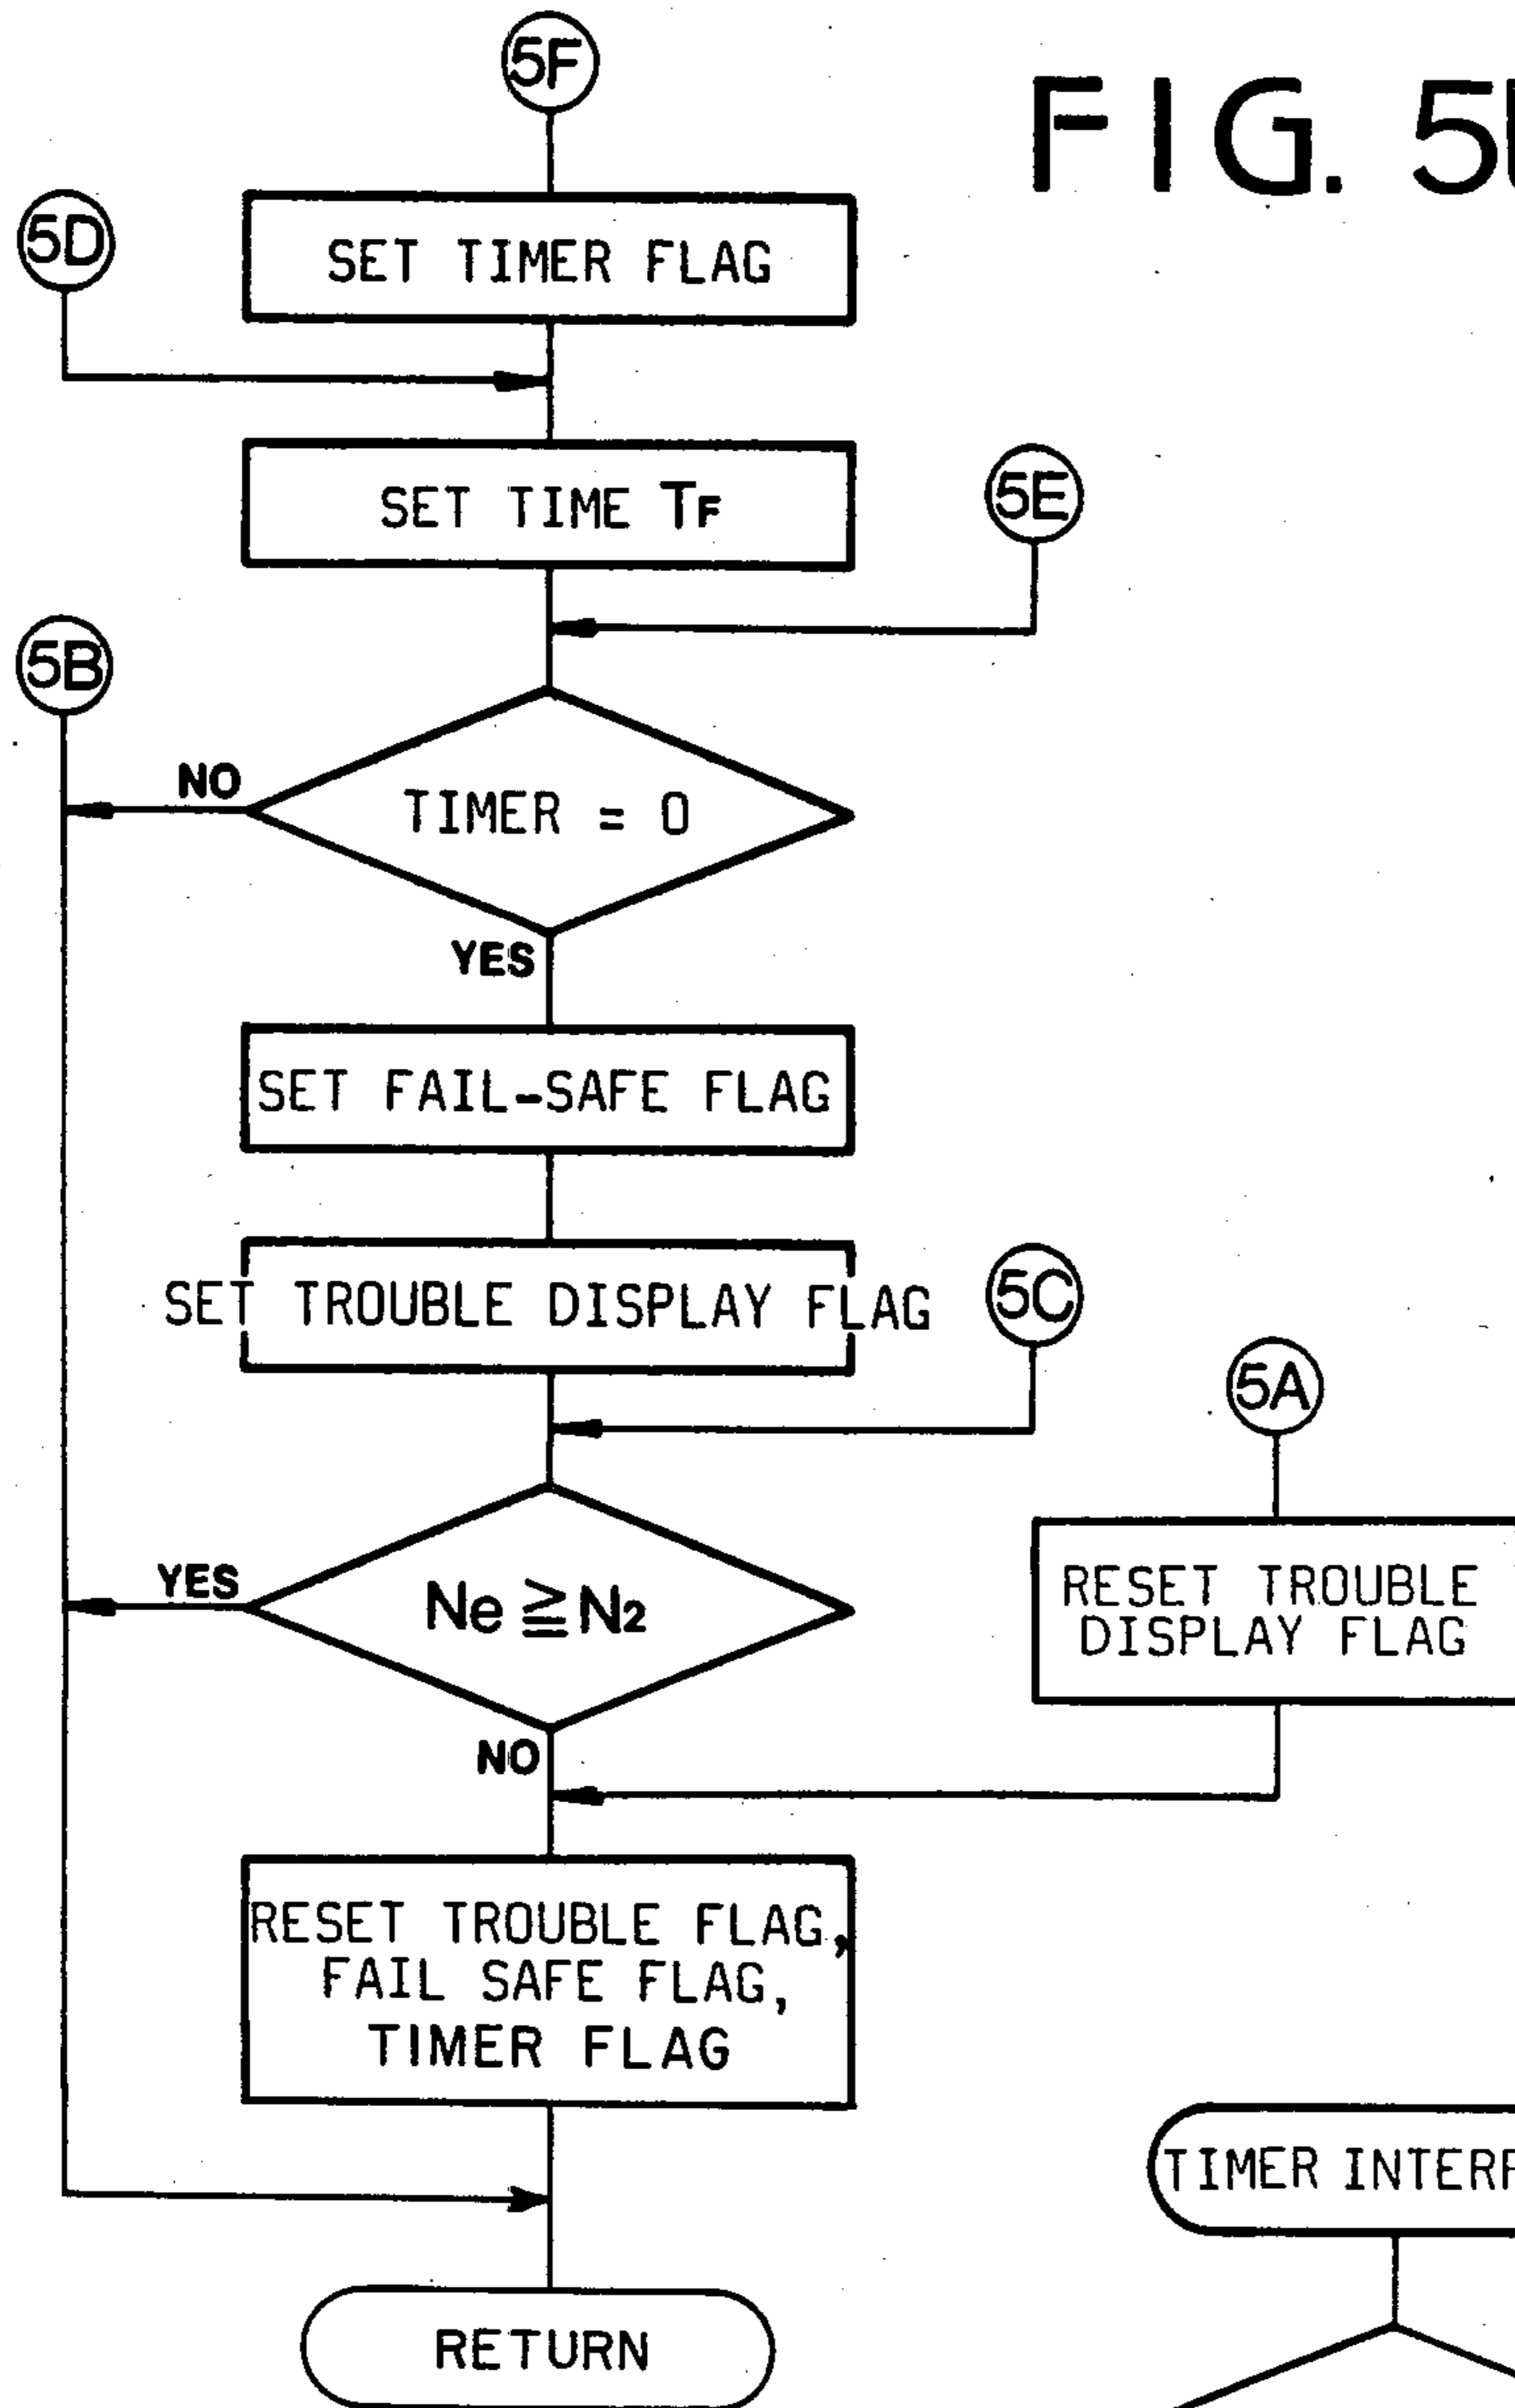 5F
FIG. 5
5D
SET TIMER FLAG
SET TIME TF
5E
5B
NO
TIMER = 0
YES
SET FAIL-SAFE FLAG
SET TROUBLE DISPLAY FLAG
5C
5A
YES
Ne ≧ N2
RESET TROUBLE
DISPLAY FLAG
NO
RESET TROUBLE FLAG,
FAIL SAFE FLAG,
TIMER FLAG
TIMER
RETURN